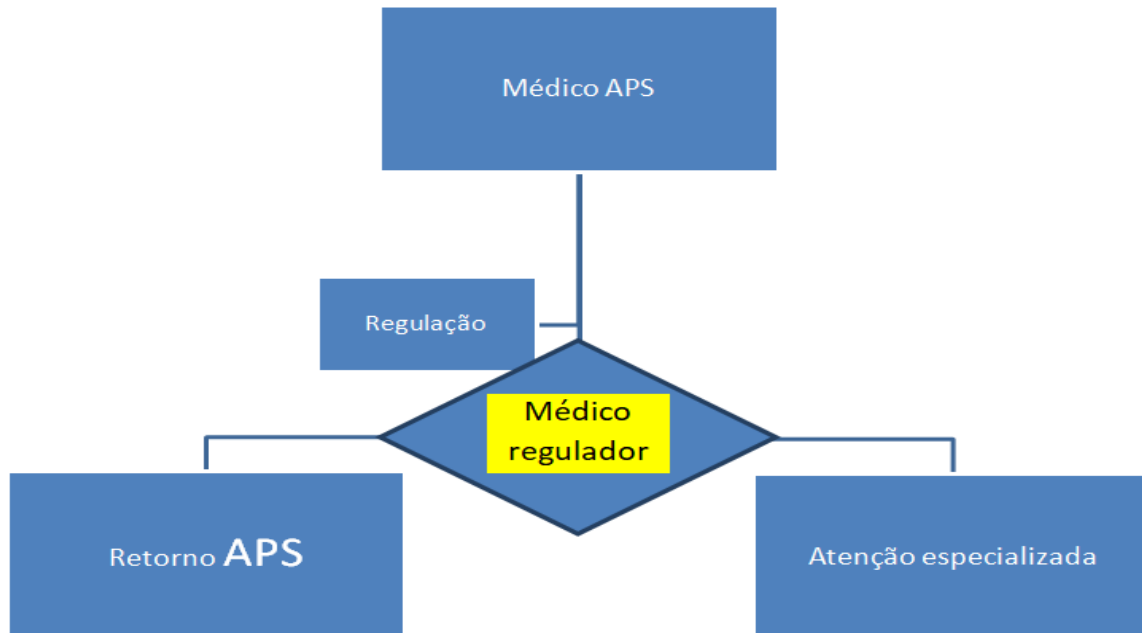 Médico APS
Regulação
Médico
regulador
Retorno APS
Atenção especializada